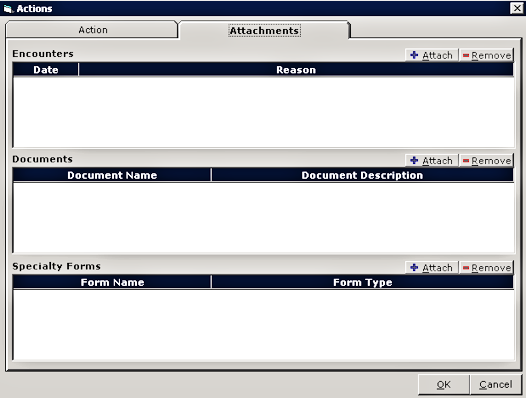 Actions
Action Attachments
Encounters Attach Remove
Date Reason
Documents Attach Remove
Document Name Document Description
Specialty Forms Attach Remove
Form Name Form Type
OK Cancel